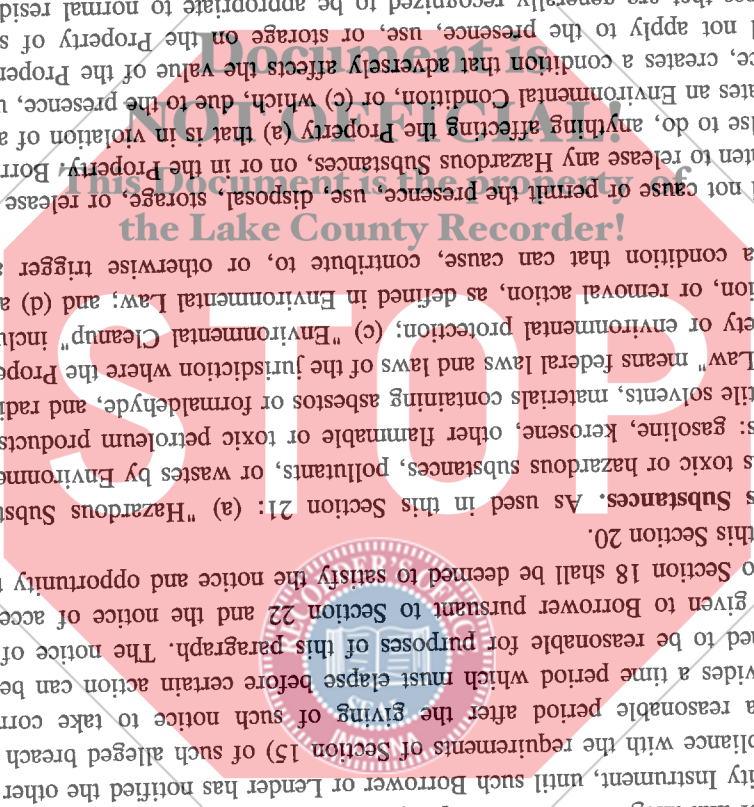 Document is
NOT OFFICIAL!
This Document is the property of
the Lake County Recorder!
STOP
INDIANA
ity Instrument, until such Borrower or Lender has notified the other
pliance with the requirements of Section 15) of such alleged breach
a reasonable period after the giving of such notice to take corr
vides a time period which must elapse before certain action can be
ned to be reasonable for purposes of this paragraph. The notice of
given to Borrower pursuant to Section 22 and the notice of acce
o Section 18 shall be deemed to satisfy the notice and opportunity
this Section 20.
s Substances. As used in this Section 21: (a) "Hazardous Subst
s toxic or hazardous substances, pollutants, or wastes by Environme
s: gasoline, kerosene, other flammable or toxic petroleum products
tile solvents, materials containing asbestos or formaldehyde, and radi
Law" means federal laws and laws of the jurisdiction where the Prope
ety or environmental protection; (c) "Environmental Cleanup" inclu
ion, or removal action, as defined in Environmental Law; and (d) a
a condition that can cause, contribute to, or otherwise trigger a
l not cause or permit the presence, use, disposal, storage, or release
ten to release any Hazardous Substances, on or in the Property. Borr
lse to do, anything affecting the Property (a) that is in violation of a
ates an Environmental Condition, or (c) which, due to the presence, u
ce, creates a condition that adversely affects the value of the Proper
l not apply to the presence, use, or storage on the Property of s
that are generally recognized to be appropriate to normal resid